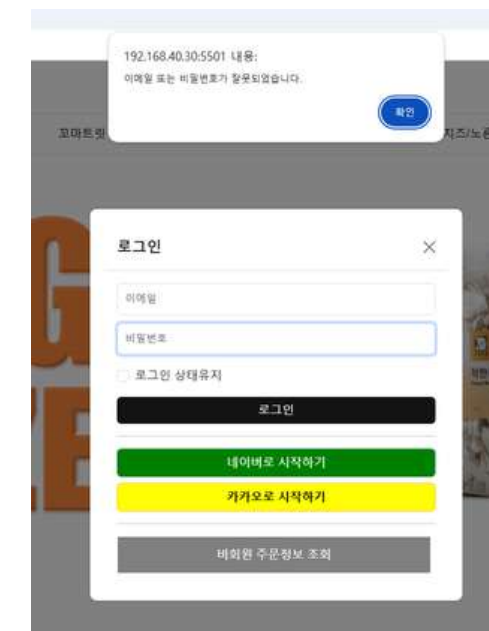 192.168.40.30:5501 내용:
이메일 또는 비밀번호가 잘못되었습니다.
확인
꼬마트릿
치즈/노른
G
ZE
로그인
이메일
비밀번호
로그인 상태유지
로그인
네이버로 시작하기
카카오로 시작하기
비회원 주문정보 조회